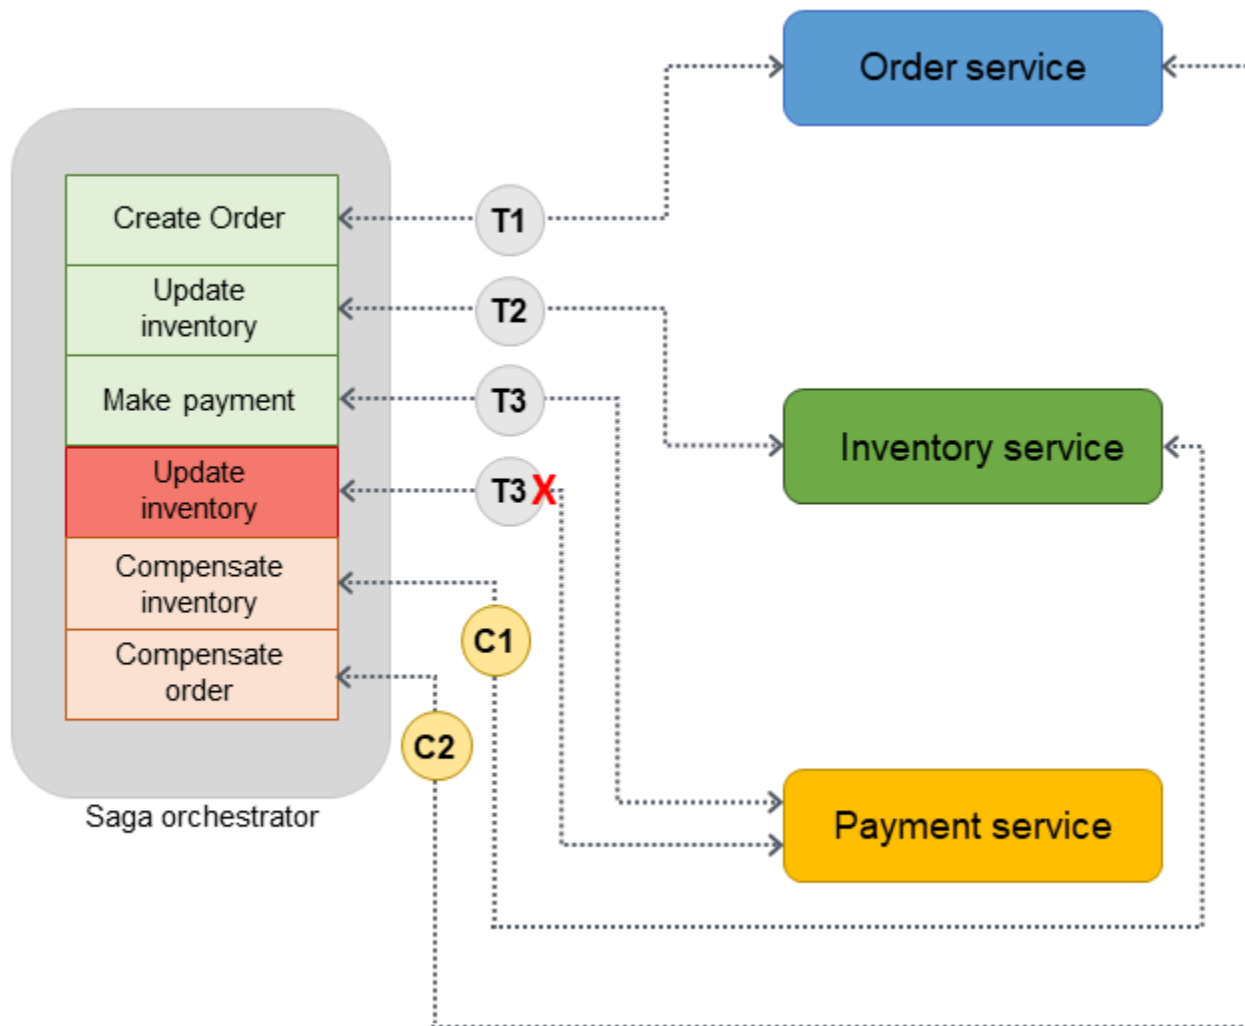 Order service
Create Order
T1
Update
inventory
T2
Make payment
T3
Inventory service
Update
inventory
T3
X
Compensate
inventory
C1
Compensate
order
C2
Saga orchestrator
Payment service